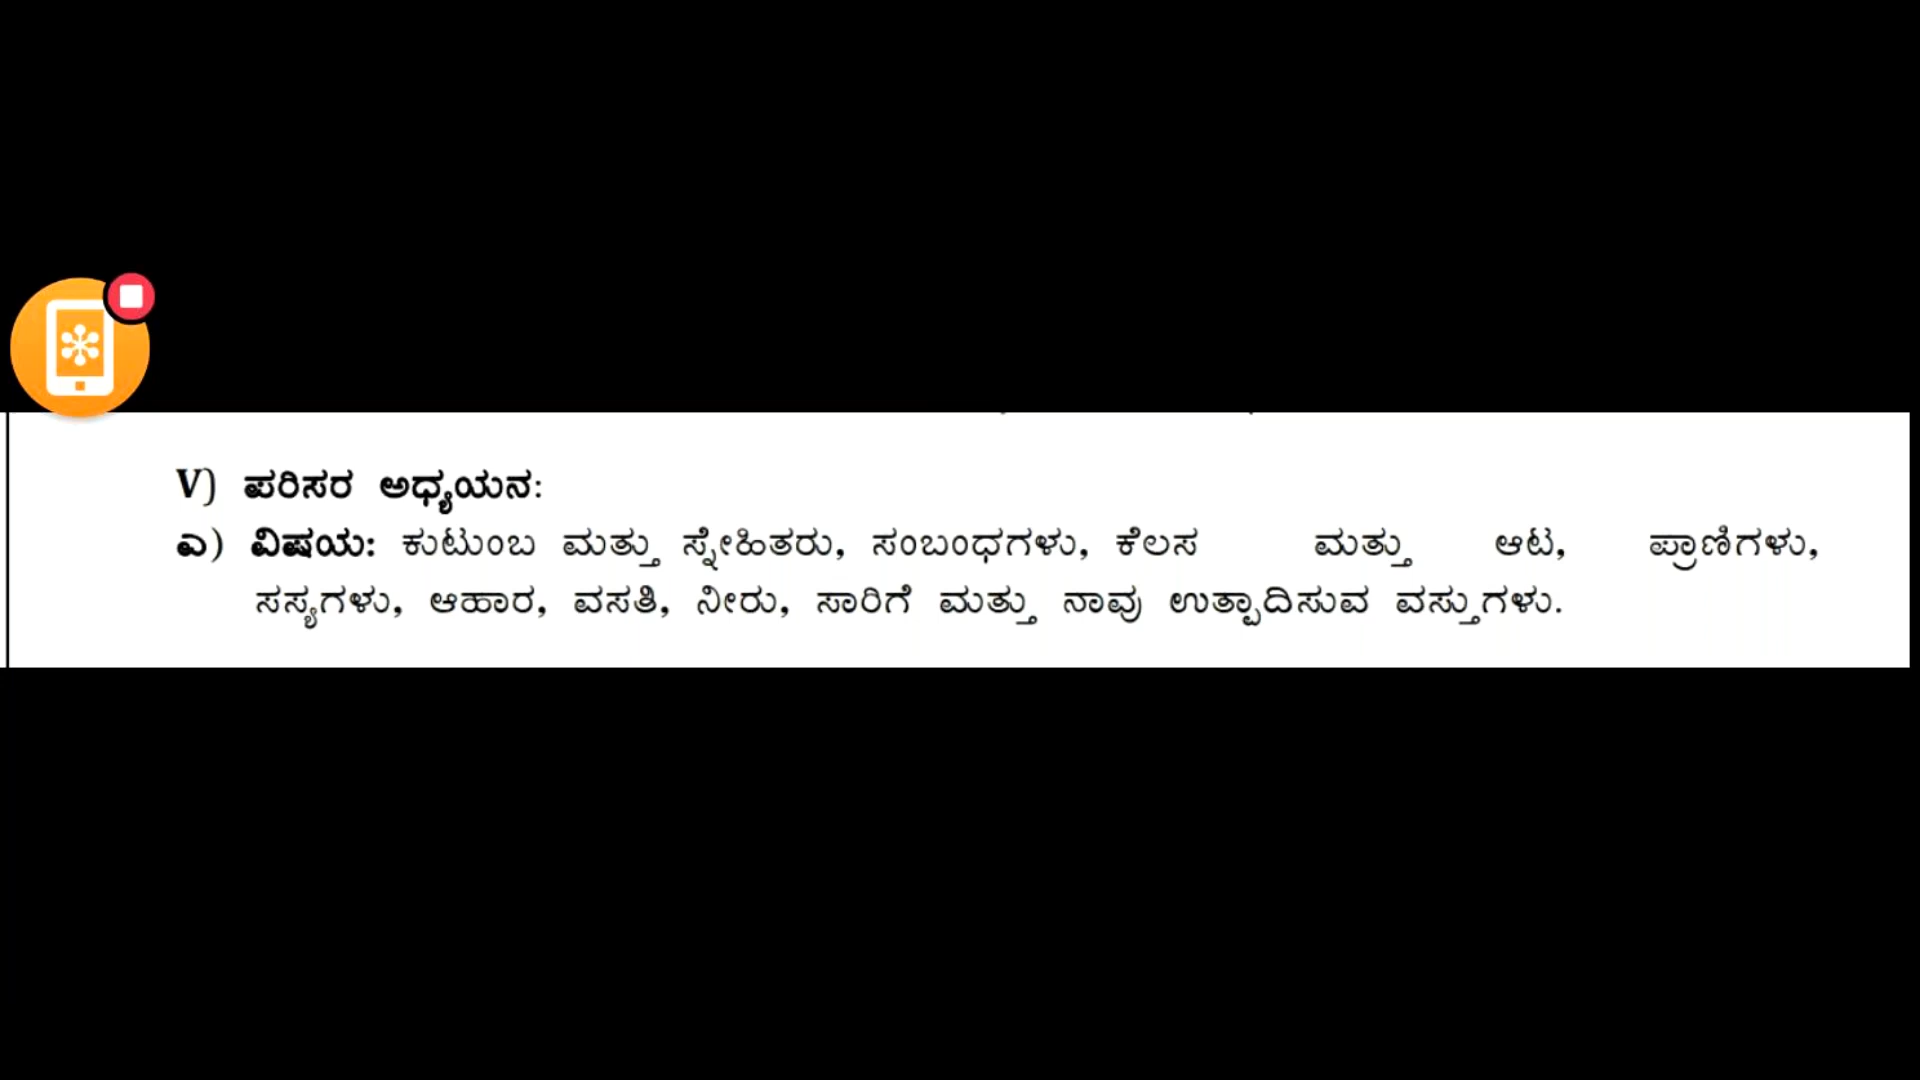 V) ಪರಿಸರ ಅಧ್ಯಯನ:
ಎ) ವಿಷಯ: ಕುಟುಂಬ ಮತ್ತು ಸ್ನೇಹಿತರು, ಸಂಬಂಧಗಳು, ಕೆಲಸ ಮತ್ತು ಆಟ, ಪ್ರಾಣಿಗಳು,
ಸಸ್ಯಗಳು, ಆಹಾರ, ವಸತಿ, ನೀರು, ಸಾರಿಗೆ ಮತ್ತು ನಾವು ಉತ್ಪಾದಿಸುವ ವಸ್ತುಗಳು.